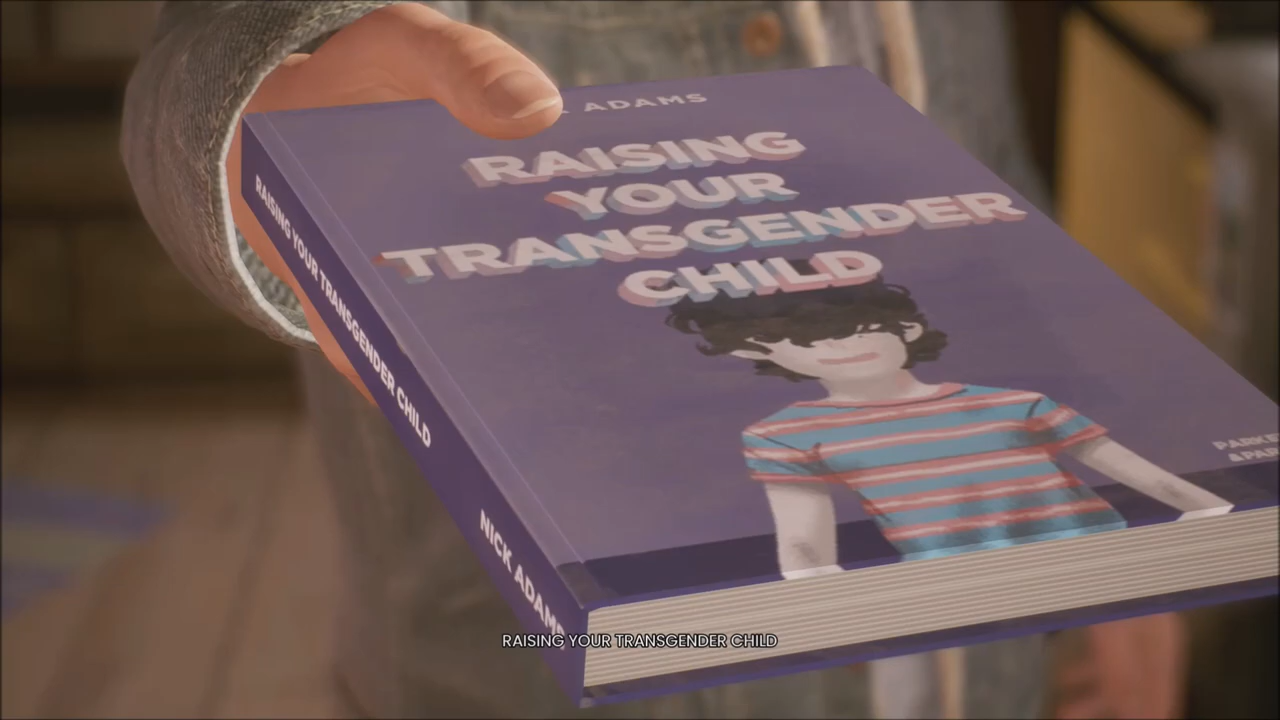 ADAMS
RAISING
YOUR
TRANSGENDER
CHILD
RAISING YOUR TRANSGENDER CHILD
NICK ADAMS
RAISING YOUR TRANSGENDER CHILD